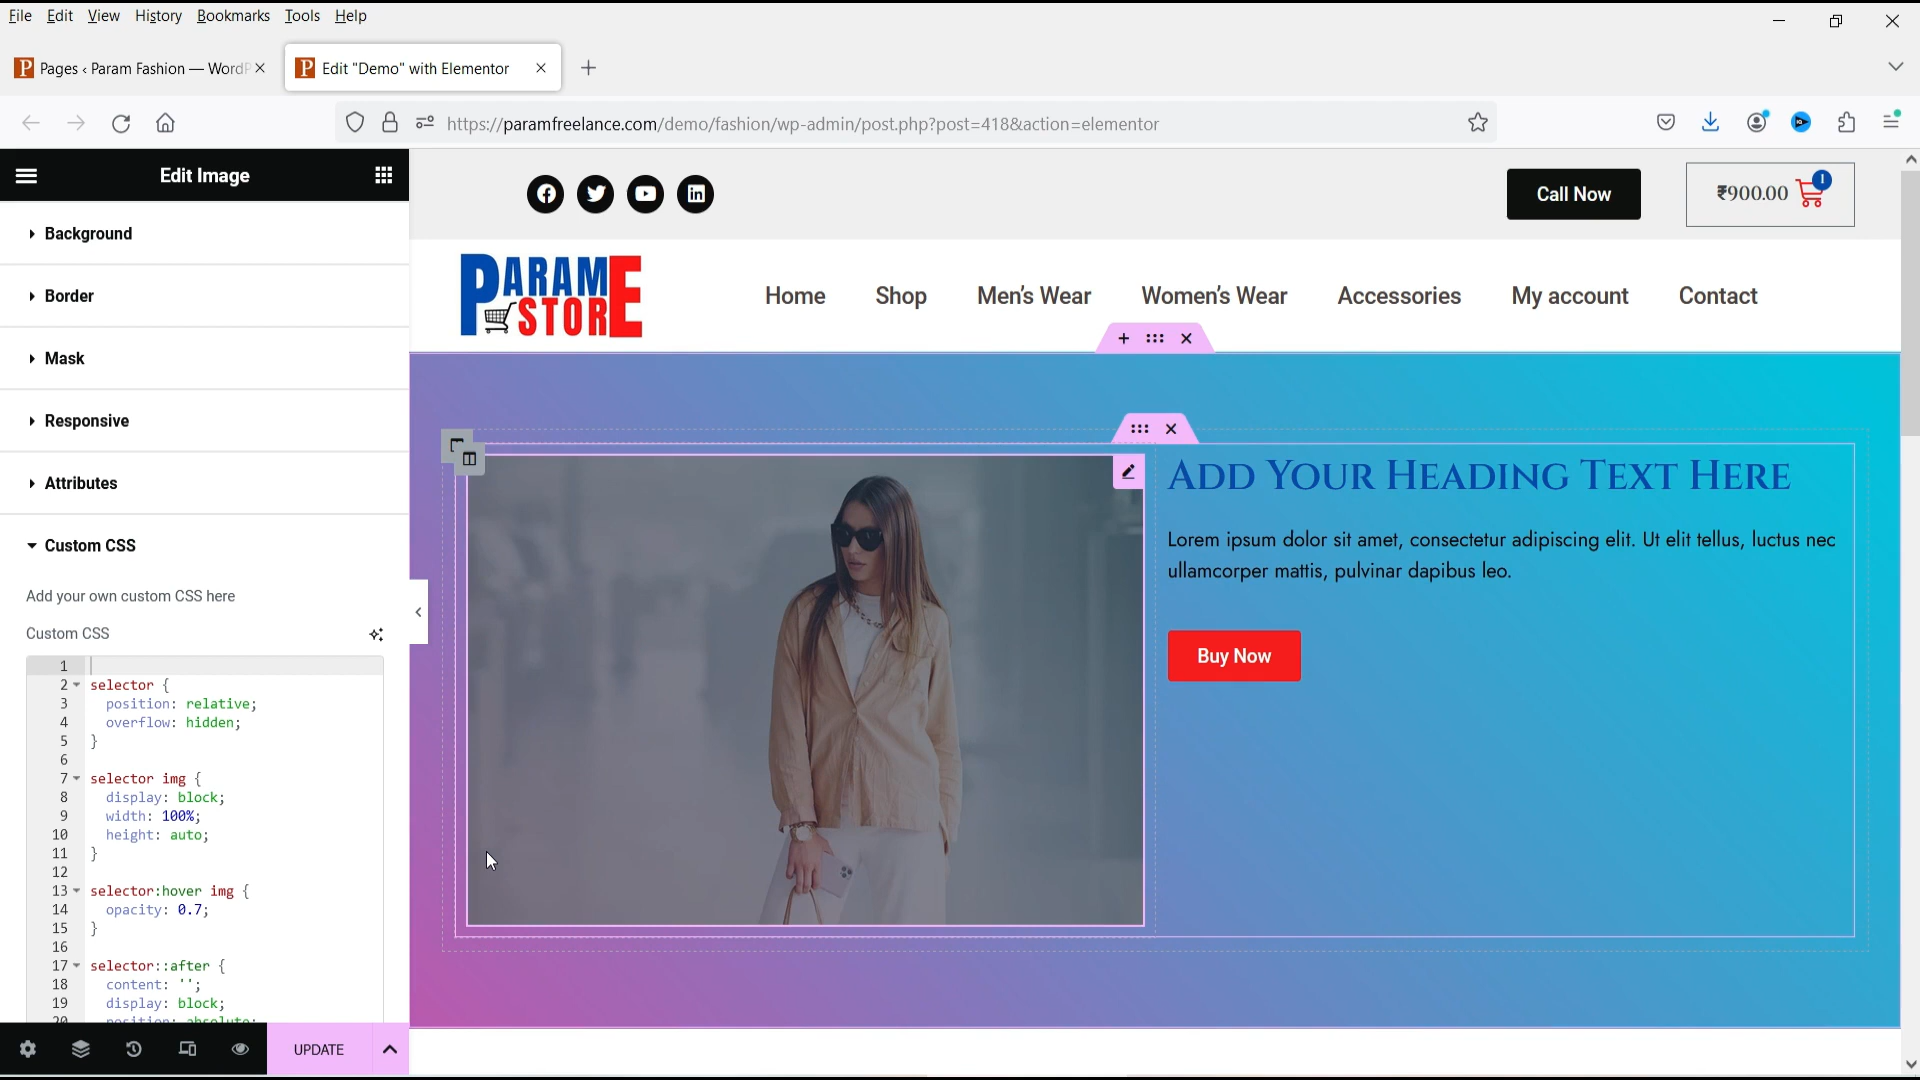 File Edit View History Bookmarks Tools Help
Pages ‹ Param Fashion — WordP
Edit "Demo" with Elementor
https://paramfreelance.com/demo/fashion/wp-admin/post.php?post=418&action=elementor
Edit Image
Background
Border
Mask
Responsive
Attributes
Custom CSS
Add your own custom CSS here
Custom CSS
1
2 selector {
3 position: relative;
4 overflow: hidden;
5 }
6
7 selector img {
8 display: block;
9 width: 100%;
10 height: auto;
11 }
12
13 selector:hover img {
14 opacity: 0.7;
15 }
16
17 selector::after {
18 content: '';
19 display: block;
20 position: absolute;
UPDATE
Call Now
₹900.00 1
PARAM E
STOR
Home Shop Men's Wear Women's Wear Accessories My account Contact
Add Your Heading Text Here
Lorem ipsum dolor sit amet, consectetur adipiscing elit. Ut elit tellus, luctus nec
ullamcorper mattis, pulvinar dapibus leo.
Buy Now